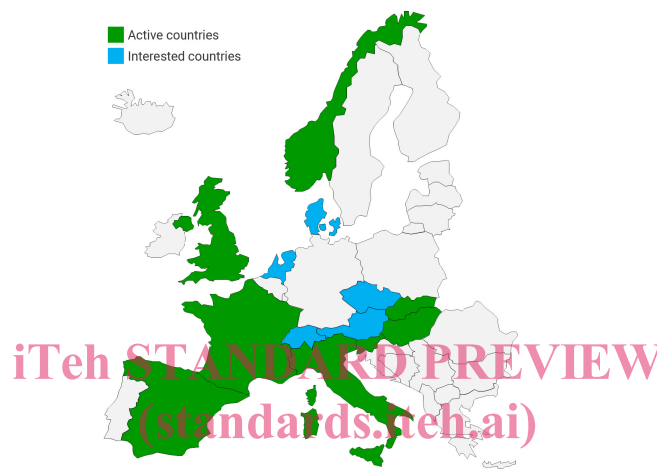 Active countries
Interested countries
iTeh STANDARD PREVIEW
(standards.iteh.ai)